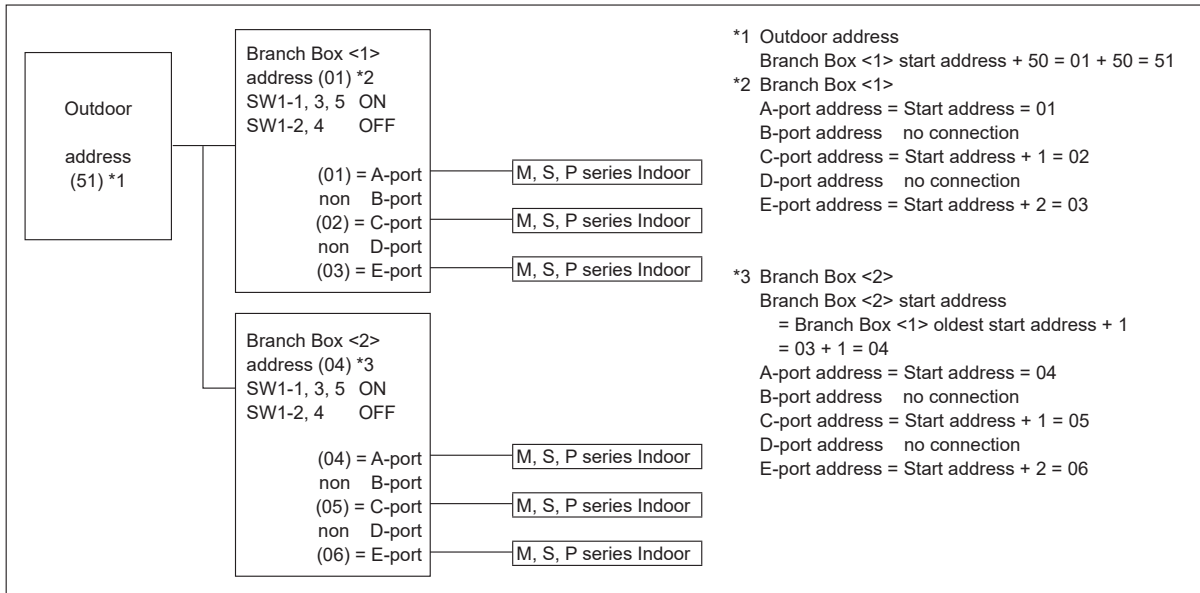 Outdoor
address
(51) *1
Branch Box <1>
address (01) *2
SW1-1, 3, 5 ON
SW1-2, 4 OFF
(01) = A-port
non B-port
(02) = C-port
non D-port
(03) = E-port
M, S, P series Indoor
M, S, P series Indoor
M, S, P series Indoor
Branch Box <2>
address (04) *3
SW1-1, 3, 5 ON
SW1-2, 4 OFF
(04) = A-port
non B-port
(05) = C-port
non D-port
(06) = E-port
M, S, P series Indoor
M, S, P series Indoor
M, S, P series Indoor
*1 Outdoor address
Branch Box <1> start address + 50 = 01 + 50 = 51
*2 Branch Box <1>
A-port address = Start address = 01
B-port address no connection
C-port address = Start address + 1 = 02
D-port address no connection
E-port address = Start address + 2 = 03
*3 Branch Box <2>
Branch Box <2> start address
= Branch Box <1> oldest start address + 1
= 03 + 1 = 04
A-port address = Start address = 04
B-port address no connection
C-port address = Start address + 1 = 05
D-port address no connection
E-port address = Start address + 2 = 06